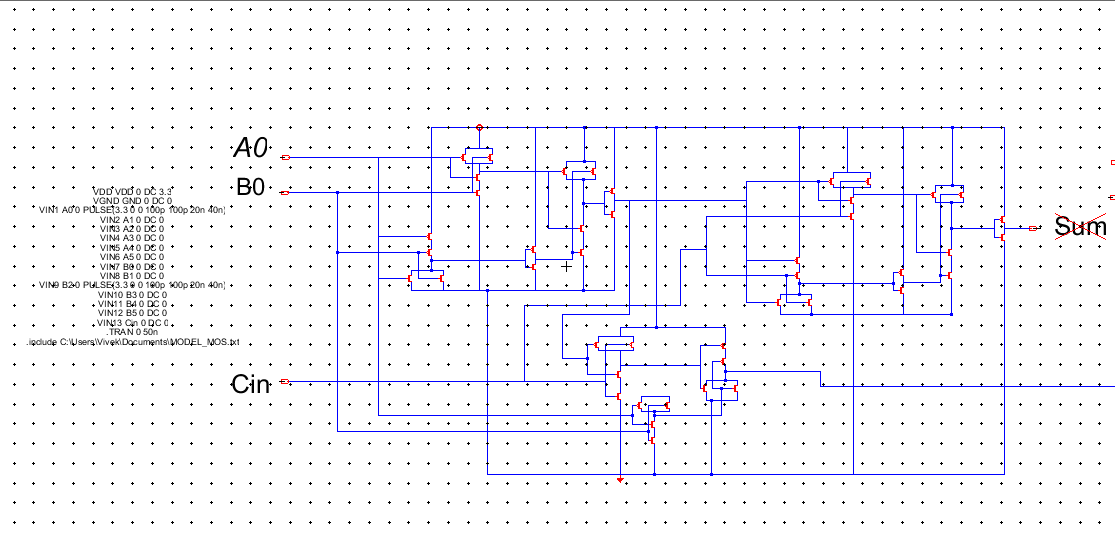 A0
B0
VDD VDD 0 DC 3.3
VGND GND 0 DC 0
VIN1 A0 0 PULSE(3.3 0 0 100p 100p 20n 40n)
VIN2 A1 0 DC 0
VIN3 A2 0 DC 0
VIN4 A3 0 DC 0
VIN5 A4 0 DC 0
VIN6 A5 0 DC 0
VIN7 B0 0 DC 0
VIN8 B1 0 DC 0
VIN9 B2 0 PULSE(3.3 0 0 100p 100p 20n 40n)
VIN10 B3 0 DC 0
VIN11 B4 0 DC 0
VIN12 B5 0 DC 0
VIN13 Cin 0 DC 0
.TRAN 0 50n
.include C:\Users\Vivek\Documents\MODEL_MOS.txt
Sum
Cin